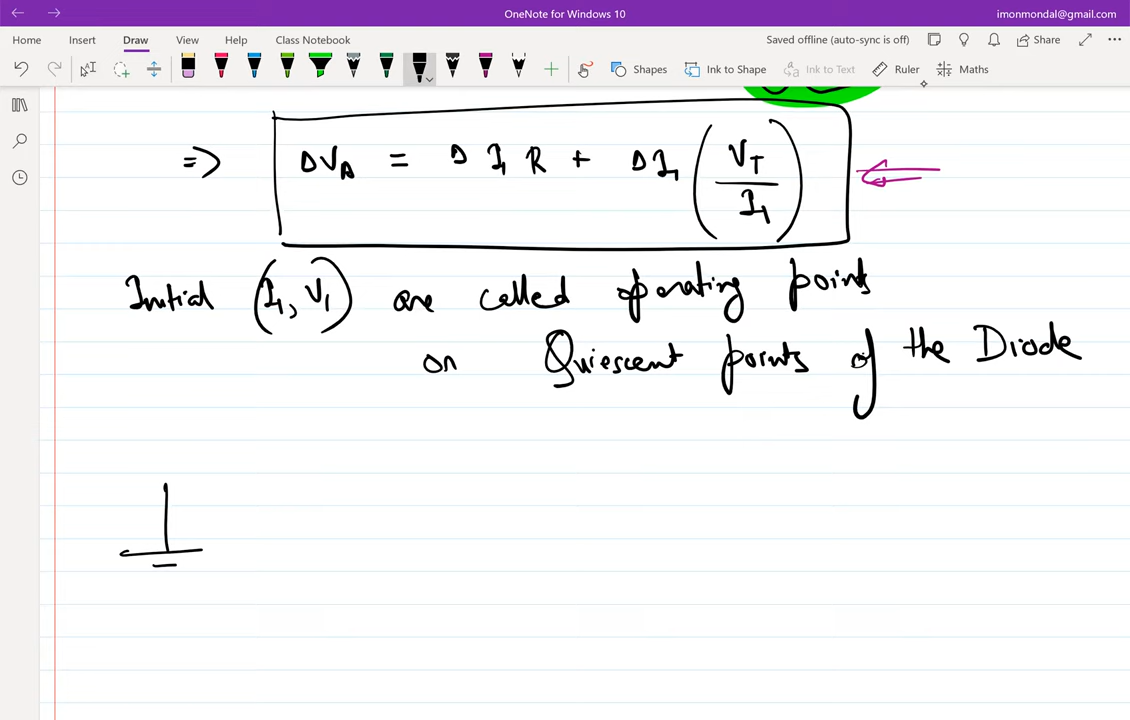 OneNote for Windows 10
imonmondal@gmail.com
Home Insert Draw View Help Class Notebook
Saved offline (auto-sync is off) Share
Shapes Ink to Shape Ink to Text Ruler Maths
=> ΔV_A = Δ I_1 R + ΔI_1 (V_T / I_1)
Initial (I_1, V_1) are called operating points
or Quiescent points of the Diode